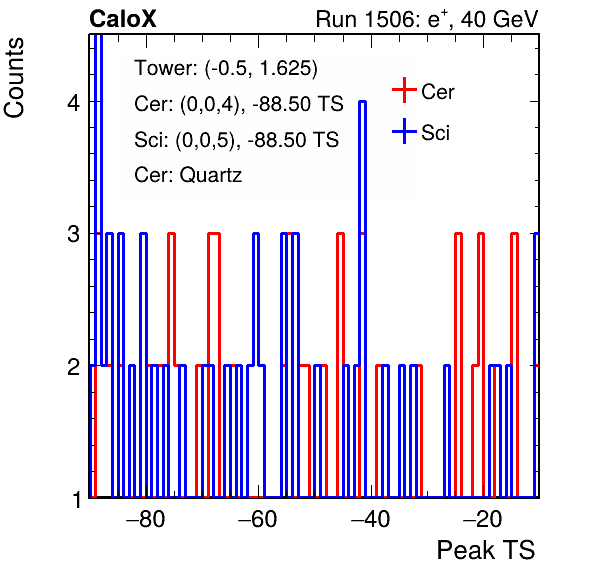 CaloX Run 1506: e⁺, 40 GeV
Counts
Tower: (-0.5, 1.625)
Cer: (0,0,4), -88.50 TS
Sci: (0,0,5), -88.50 TS
Cer: Quartz
Cer
Sci
4
3
2
1
−80 −60 −40 −20
Peak TS